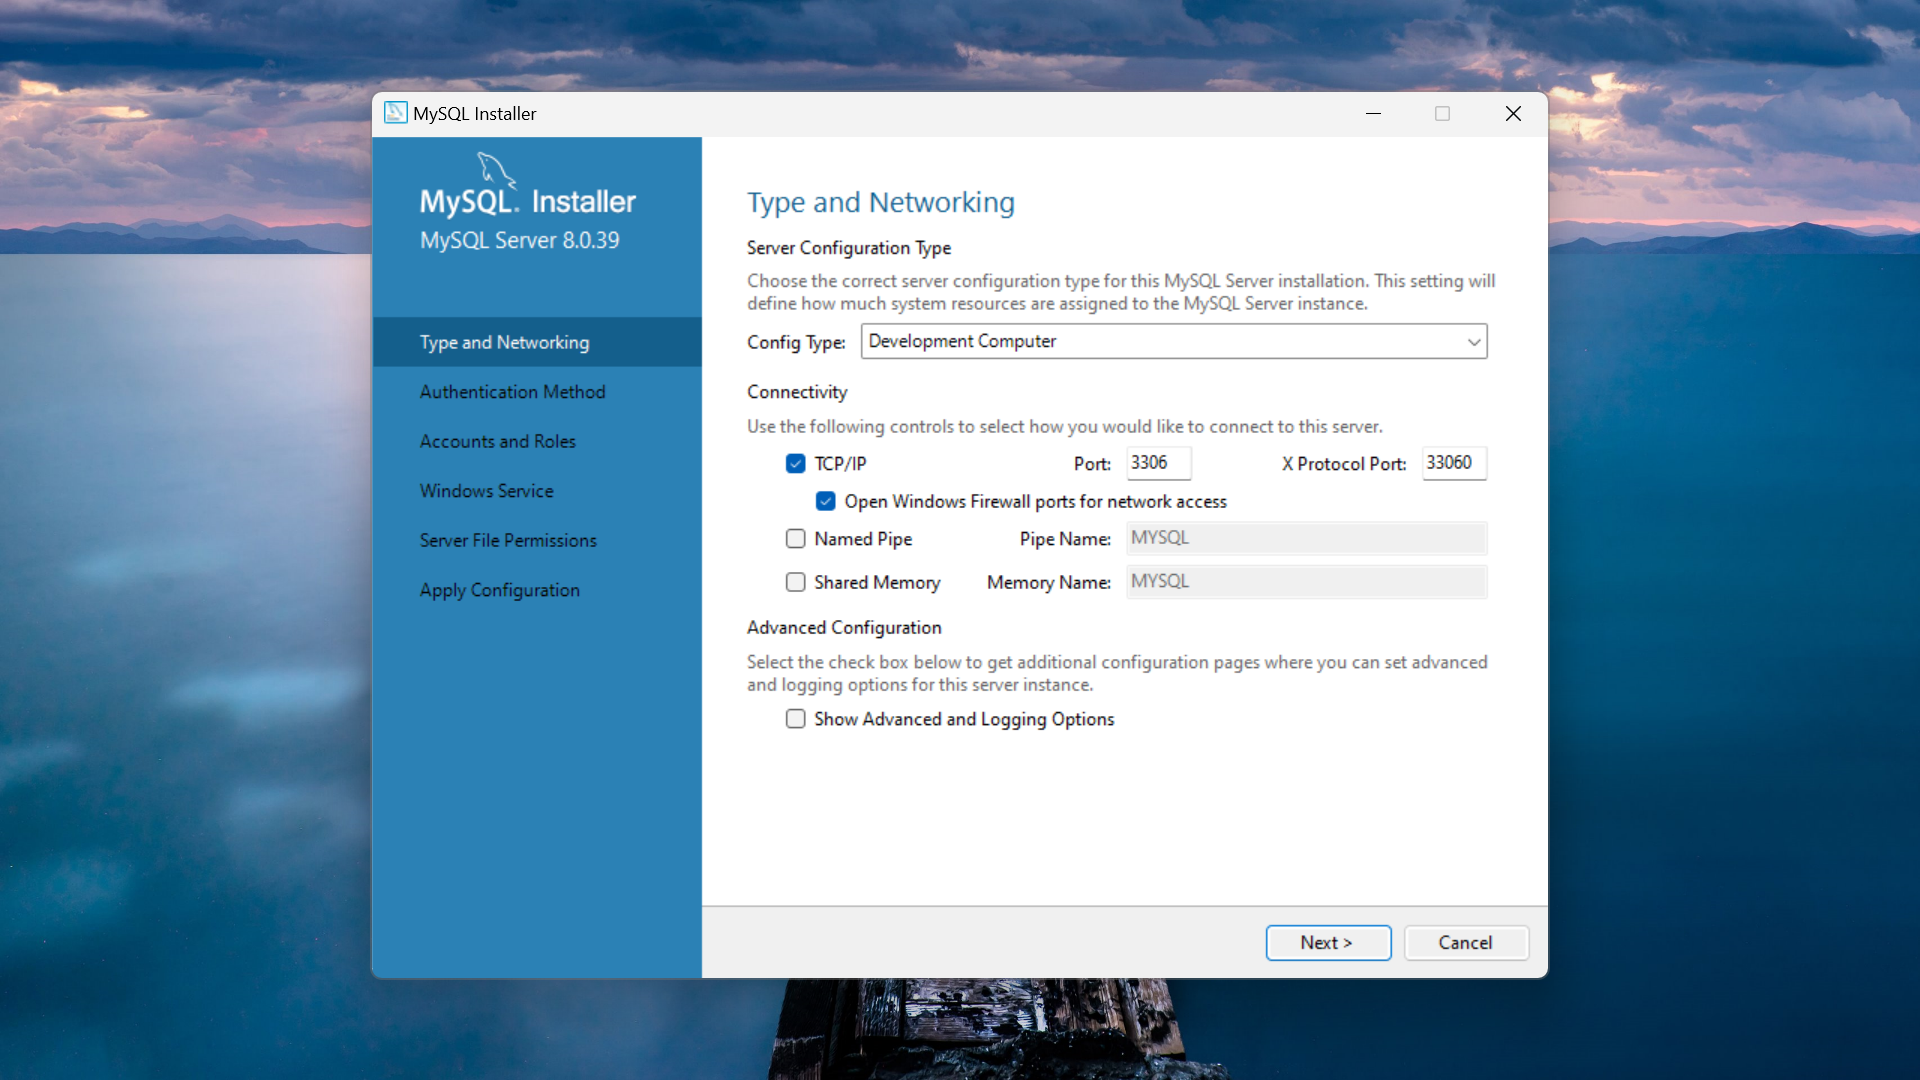 MySQL Installer
MySQL. Installer
MySQL Server 8.0.39
Type and Networking
Authentication Method
Accounts and Roles
Windows Service
Server File Permissions
Apply Configuration
Type and Networking
Server Configuration Type
Choose the correct server configuration type for this MySQL Server installation. This setting will
define how much system resources are assigned to the MySQL Server instance.
Config Type: Development Computer
Connectivity
Use the following controls to select how you would like to connect to this server.
TCP/IP Port: 3306 X Protocol Port: 33060
Open Windows Firewall ports for network access
Named Pipe Pipe Name: MYSQL
Shared Memory Memory Name: MYSQL
Advanced Configuration
Select the check box below to get additional configuration pages where you can set advanced
and logging options for this server instance.
Show Advanced and Logging Options
Next > Cancel